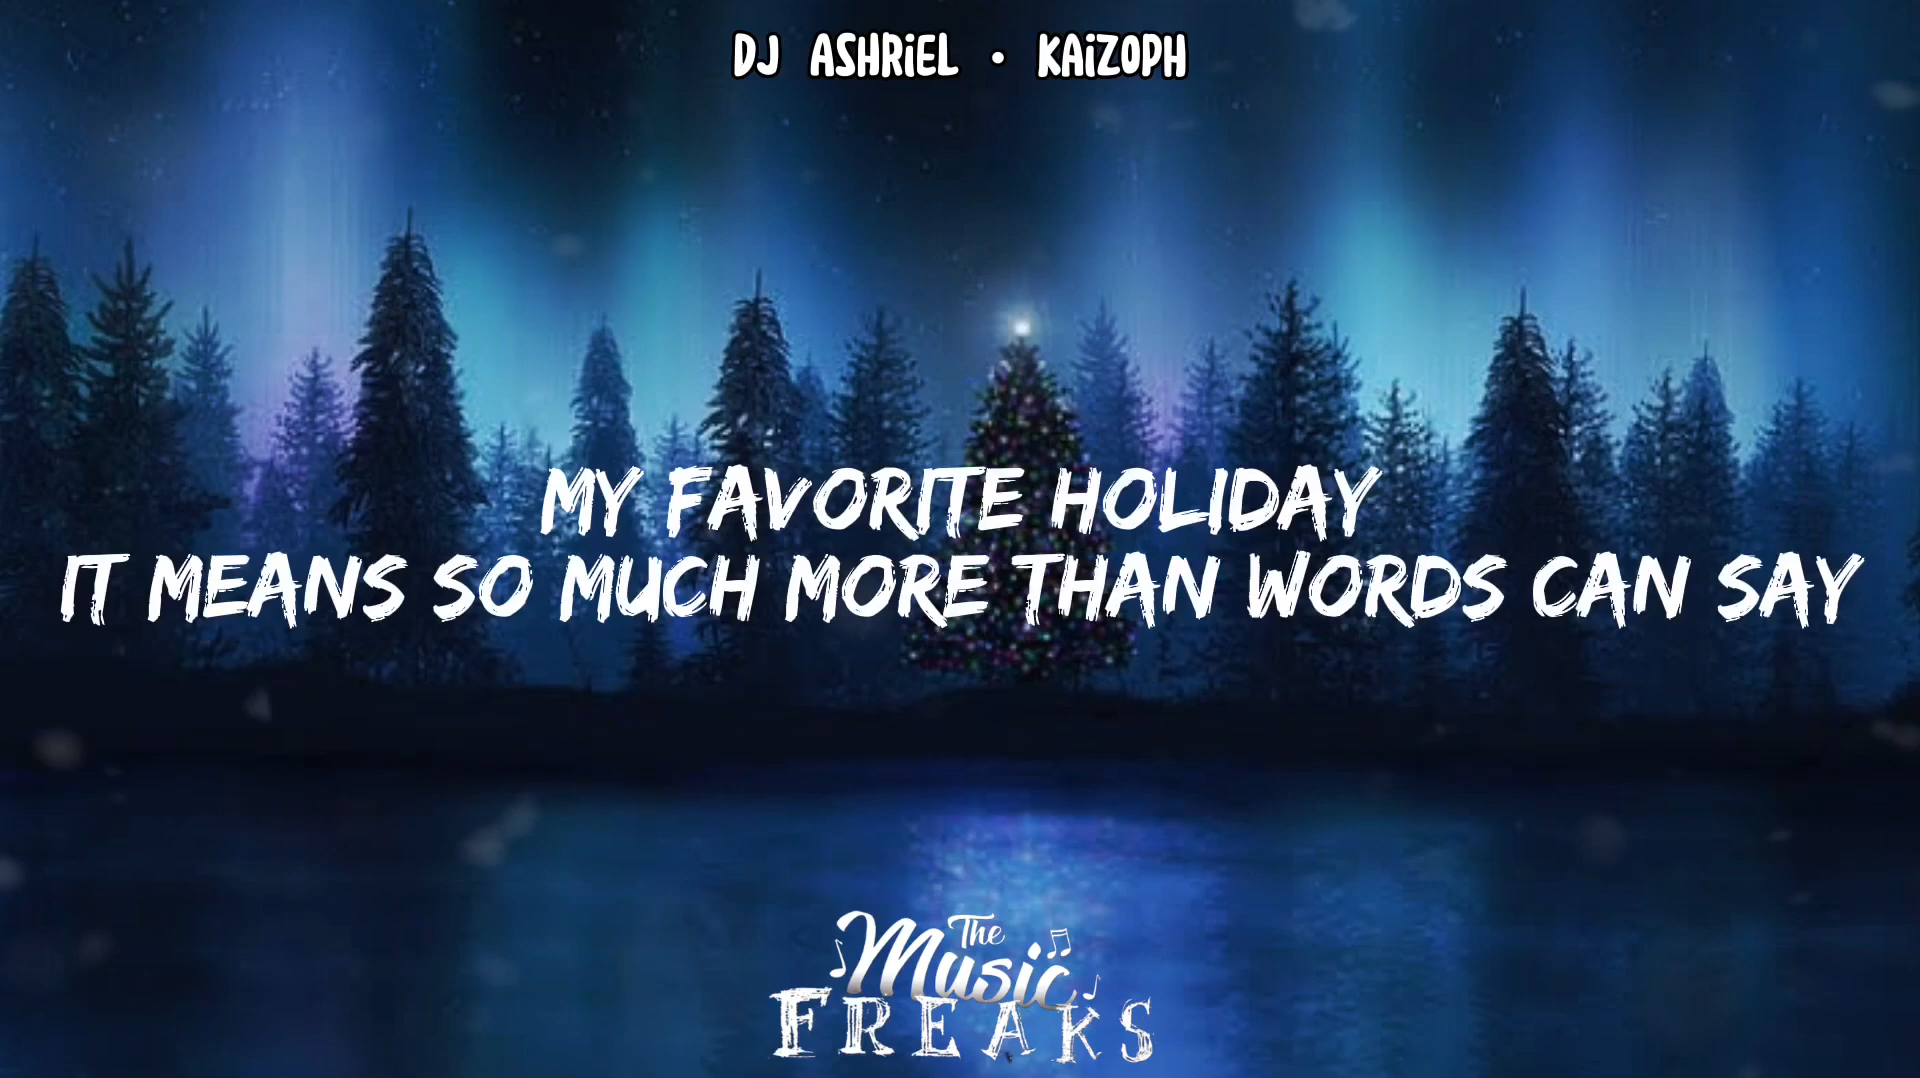 DJ ASHRiEL • KAiZOPH
MY FAVORITE HOLIDAY
IT MEANS SO MUCH MORE THAN WORDS CAN SAY
The
Music
FREAKS